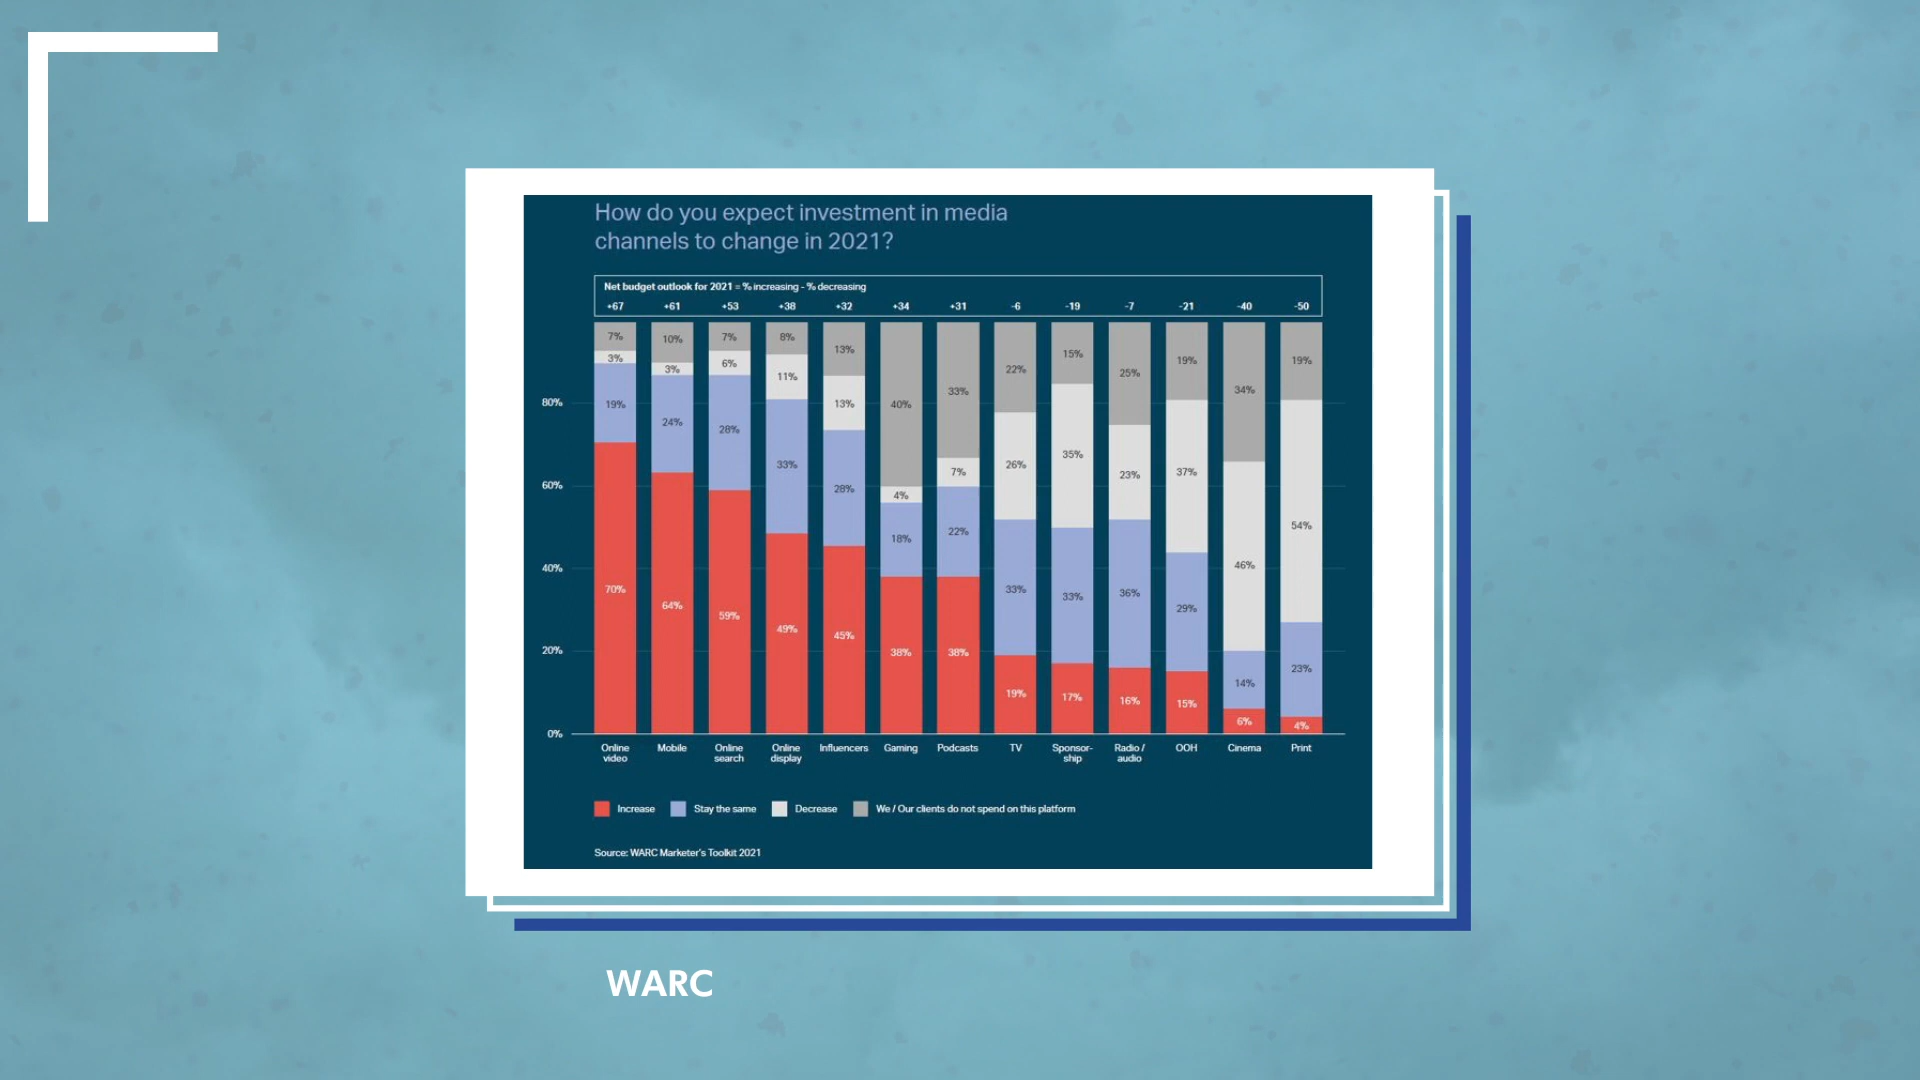 How do you expect investment in media
channels to change in 2021?
Net budget outlook for 2021 = % increasing - % decreasing
+67 +61 +53 +38 +32 +34 +31 -6 -19 -7 -21 -40 -50
7% 10% 7% 8% 13% 40% 33% 22% 15% 25% 19% 34% 19%
3% 3% 6% 11% 13% 4% 7% 26% 35% 23% 37% 46% 54%
19% 24% 28% 33% 28% 18% 22% 33% 33% 36% 29% 14% 23%
70% 64% 59% 49% 45% 38% 38% 19% 17% 16% 15% 6% 4%
80%
60%
40%
20%
0%
Online Mobile Online Online Influencers Gaming Podcasts TV Sponsor- Radio / OOH Cinema Print
video search display ship audio
Increase Stay the same Decrease We / Our clients do not spend on this platform
Source: WARC Marketer's Toolkit 2021
WARC